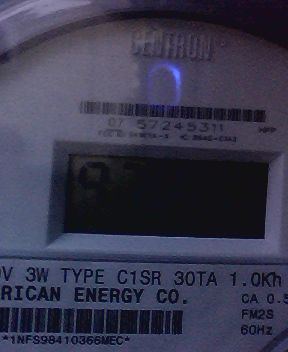 CENTRON
07 57245311
V 3W TYPE C1SR 30TA 1.0Kh
RICAN ENERGY CO.
CA 0.5
FM2S
60Hz
*1NFS98410366MEC*